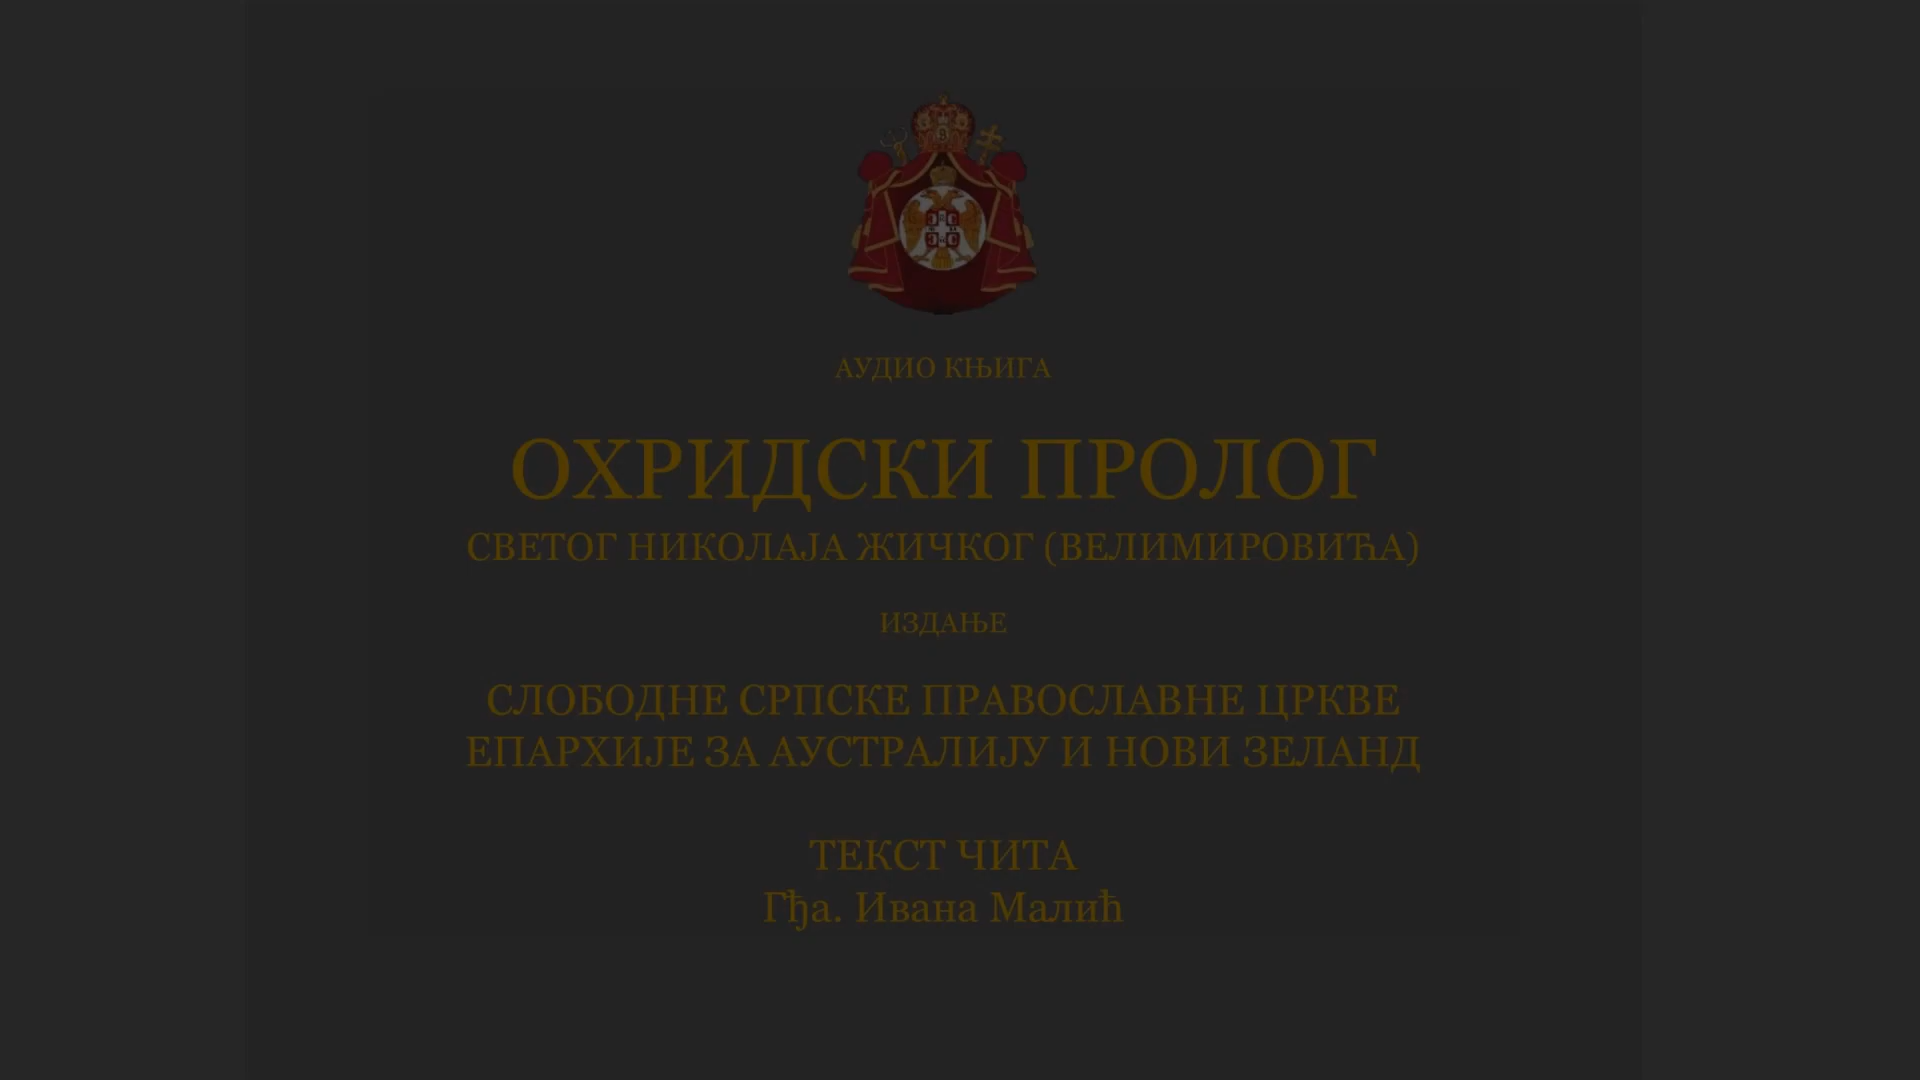 АУДИО КЊИГА
ОХРИДСКИ ПРОЛОГ
СВЕТОГ НИКОЛАЈА ЖИЧКОГ (ВЕЛИМИРОВИЋА)
ИЗДАЊЕ
СЛОБОДНЕ СРПСКЕ ПРАВОСЛАВНЕ ЦРКВЕ
ЕПАРХИЈЕ ЗА АУСТРАЛИЈУ И НОВИ ЗЕЛАНД
ТЕКСТ ЧИТА
Гђа. Ивана Малић